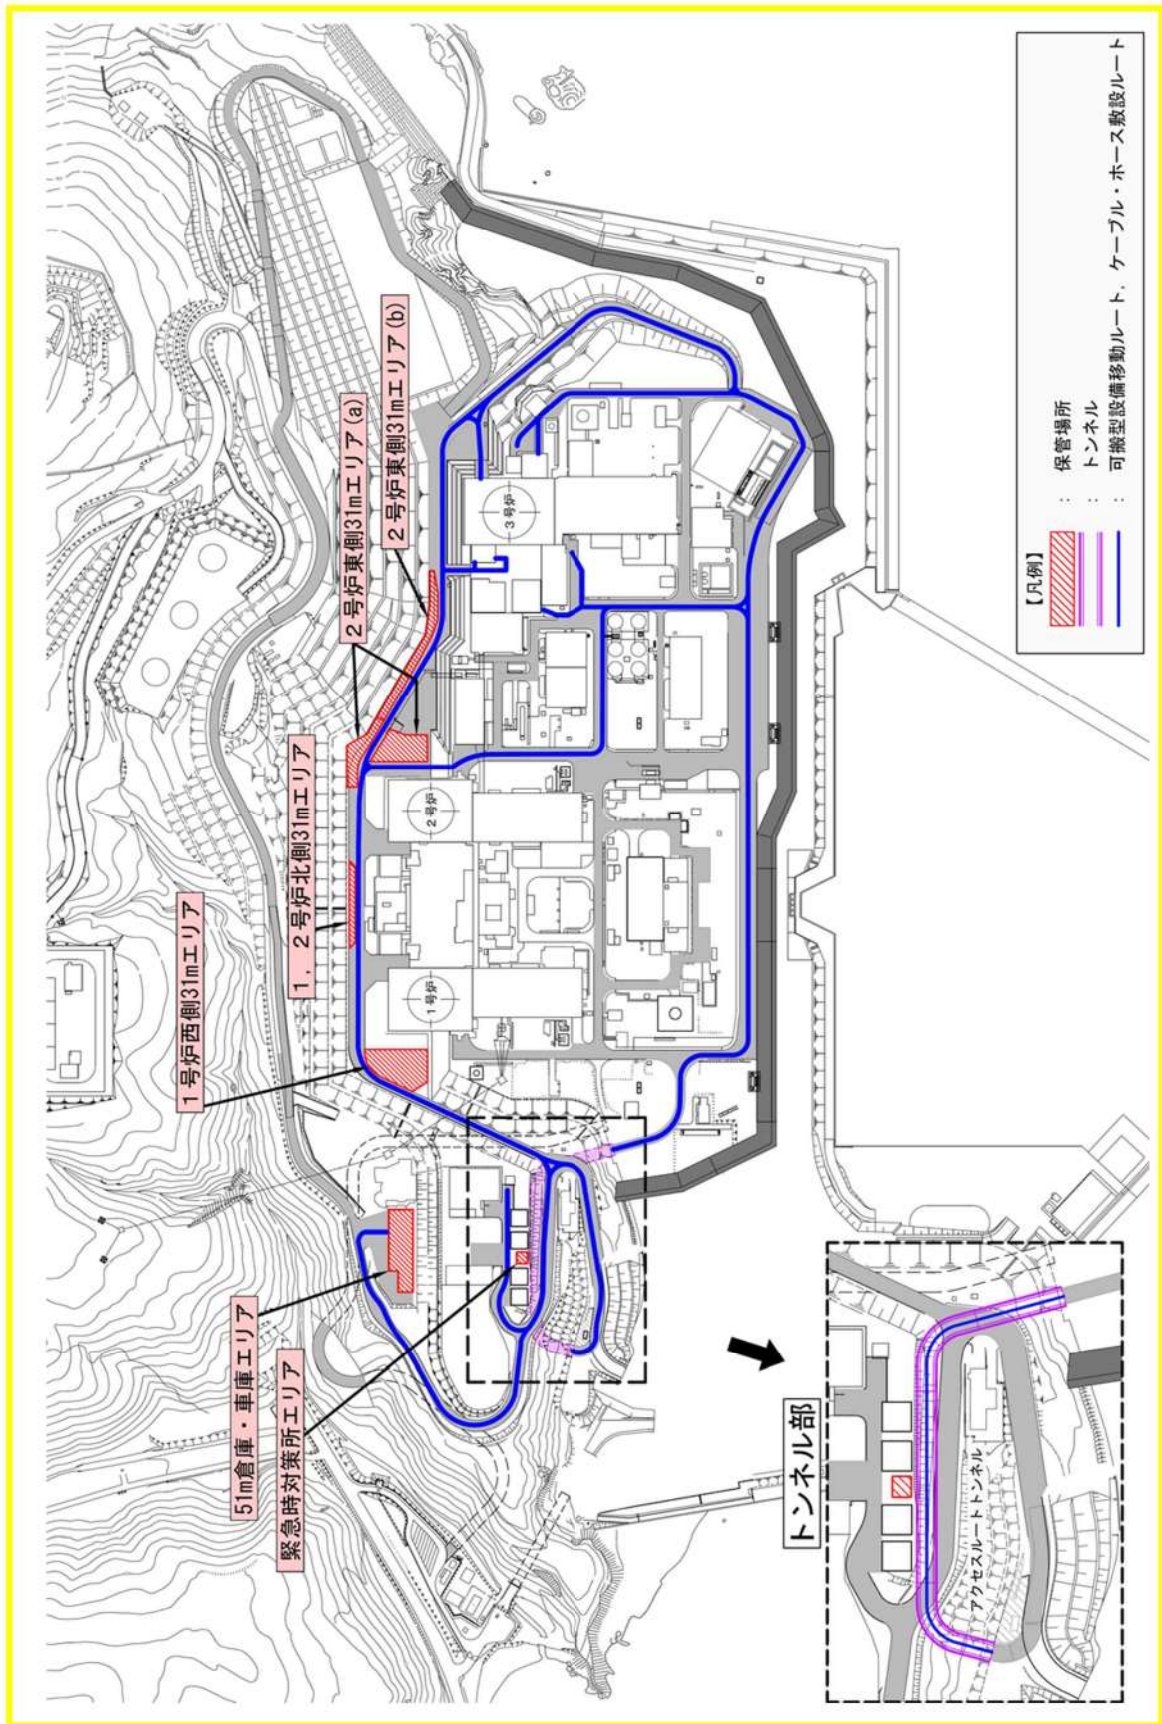 51m倉庫・車庫エリア
緊急時対策所エリア
1号炉西側31mエリア
1，2号炉北側31mエリア
2号炉東側31mエリア(a)
2号炉東側31mエリア(b)
1号炉
2号炉
3号炉
トンネル部
アクセスルートトンネル
【凡例】
： 保管場所
： トンネル
： 可搬型設備移動ルート，ケーブル・ホース敷設ルート